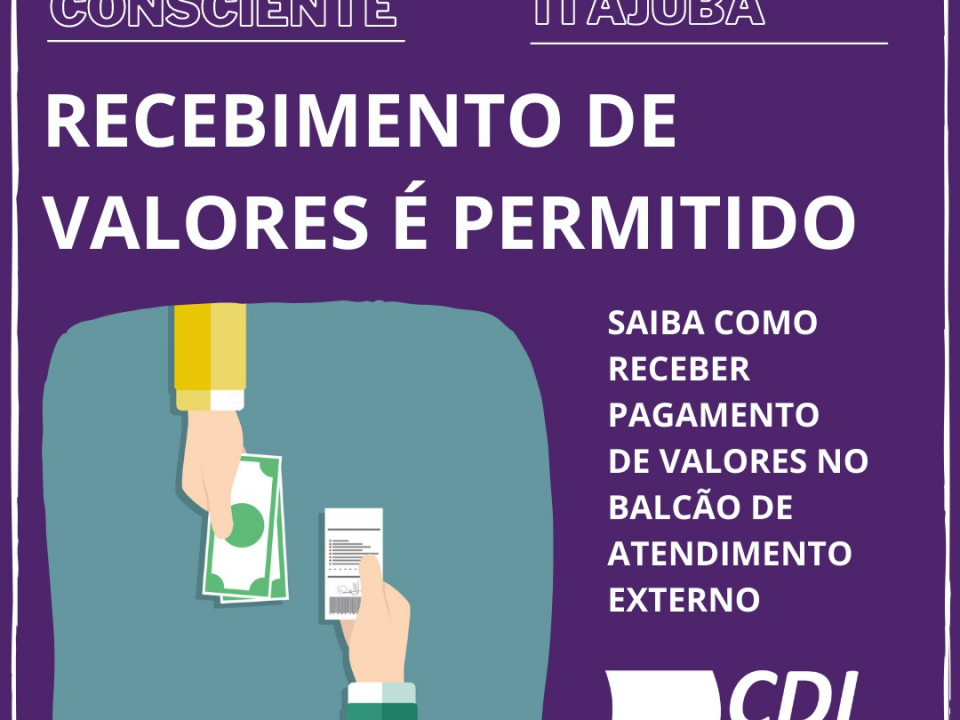 CONSCIENTE
ITAJUBÁ
RECEBIMENTO DE
VALORES É PERMITIDO
SAIBA COMO
RECEBER
PAGAMENTO
DE VALORES NO
BALCÃO DE
ATENDIMENTO
EXTERNO
CDL